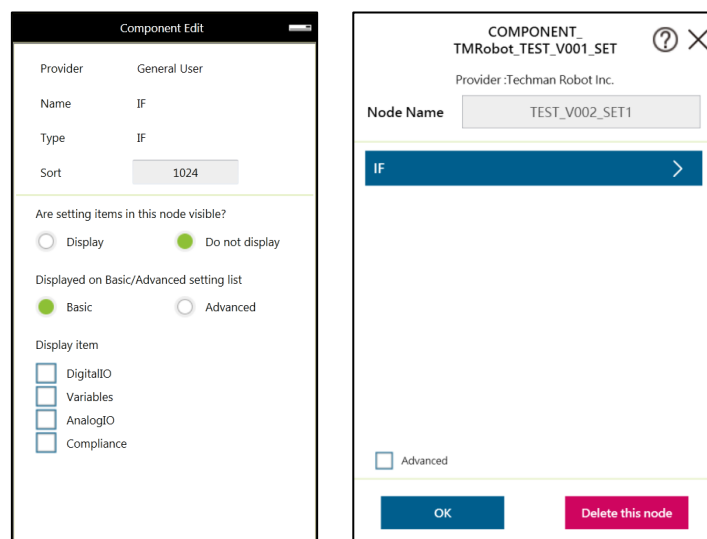 Component Edit
Provider General User
Name IF
Type IF
Sort 1024
Are setting items in this node visible?
Display Do not display
Displayed on Basic/Advanced setting list
Basic Advanced
Display item
DigitalIO
Variables
AnalogIO
Compliance
COMPONENT_
TMRobot_TEST_V001_SET
Provider :Techman Robot Inc.
Node Name TEST_V002_SET1
IF
Advanced
OK Delete this node